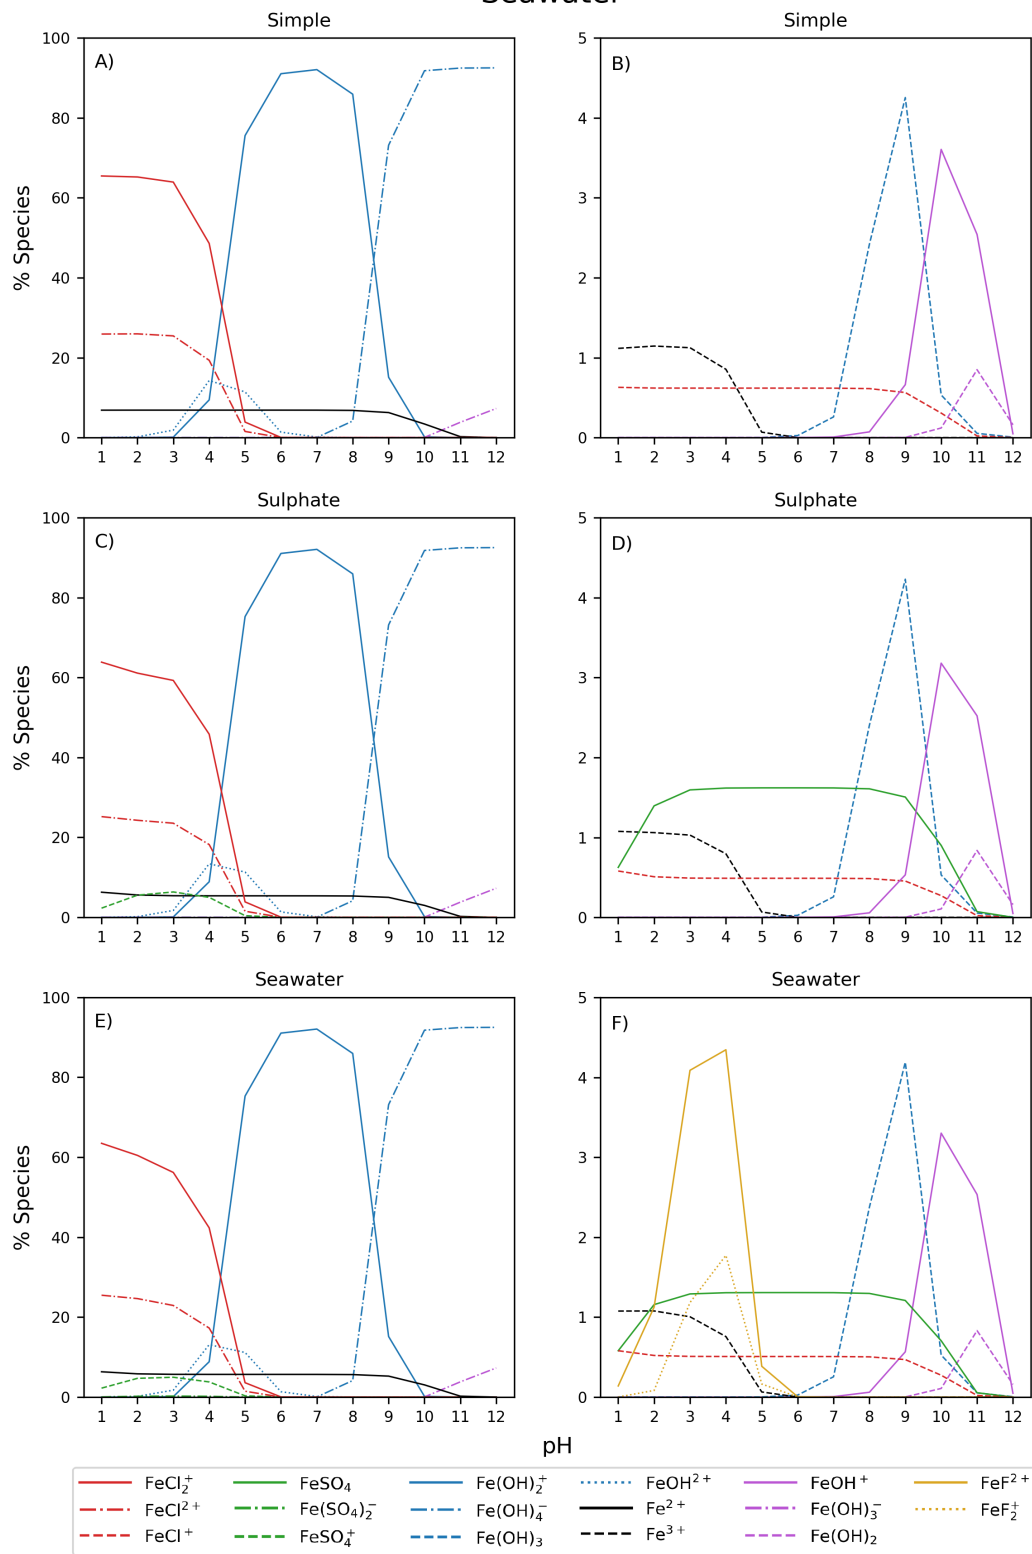 Seawater
Simple
Simple
A)
B)
100
80
60
40
20
0
% Species
5
4
3
2
1
0
1 2 3 4 5 6 7 8 9 10 11 12
1 2 3 4 5 6 7 8 9 10 11 12
Sulphate
Sulphate
C)
D)
100
80
60
40
20
0
% Species
5
4
3
2
1
0
1 2 3 4 5 6 7 8 9 10 11 12
1 2 3 4 5 6 7 8 9 10 11 12
Seawater
Seawater
E)
F)
100
80
60
40
20
0
% Species
5
4
3
2
1
0
1 2 3 4 5 6 7 8 9 10 11 12
1 2 3 4 5 6 7 8 9 10 11 12
pH
FeCl₂⁺ FeSO₄ Fe(OH)₂⁺ FeOH²⁺ FeOH⁺ FeF²⁺
FeCl²⁺ Fe(SO₄)₂⁻ Fe(OH)₄⁻ Fe²⁺ Fe(OH)₃⁻ FeF₂⁺
FeCl⁺ FeSO₄⁺ Fe(OH)₃ Fe³⁺ Fe(OH)₂